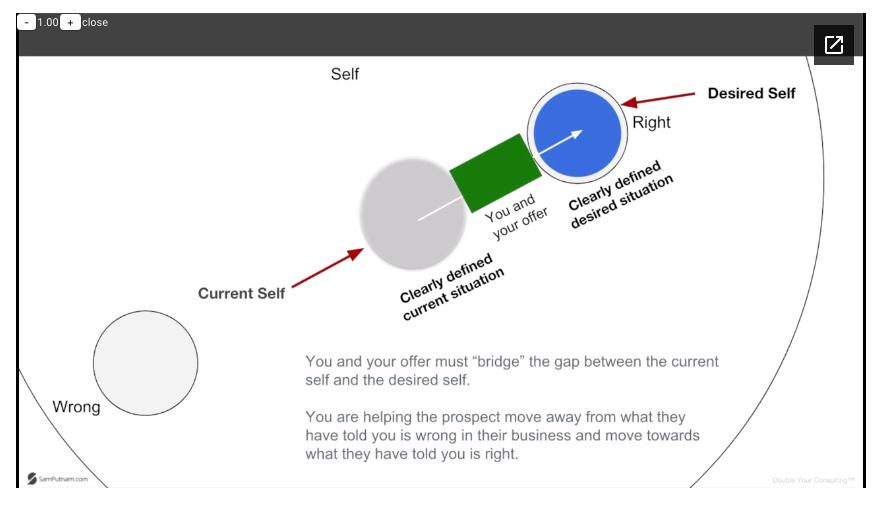 - 1.00 + close
Self
Desired Self
Right
Clearly defined
desired situation
You and
your offer
Clearly defined
current situation
Current Self
Wrong
You and your offer must “bridge” the gap between the current
self and the desired self.
You are helping the prospect move away from what they
have told you is wrong in their business and move towards
what they have told you is right.
SamPutnam.com
Double Your Consulting™